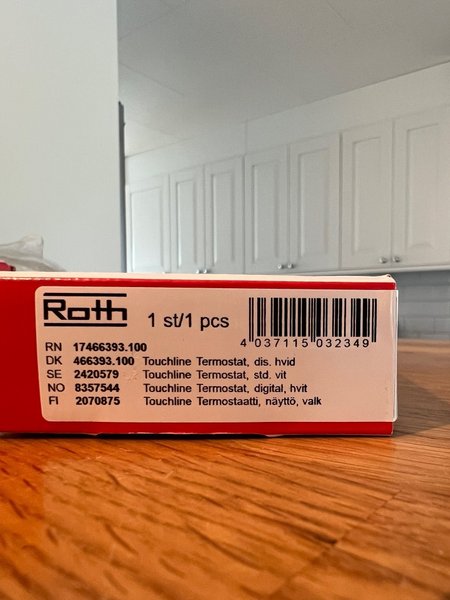 Roth
1 st/1 pcs
4 037115 032349
RN 17466393.100
DK 466393.100 Touchline Termostat, dis. hvid
SE 2420579 Touchline Termostat, std. vit
NO 8357544 Touchline Termostat, digital, hvit
FI 2070875 Touchline Termostaatti, näyttö, valk